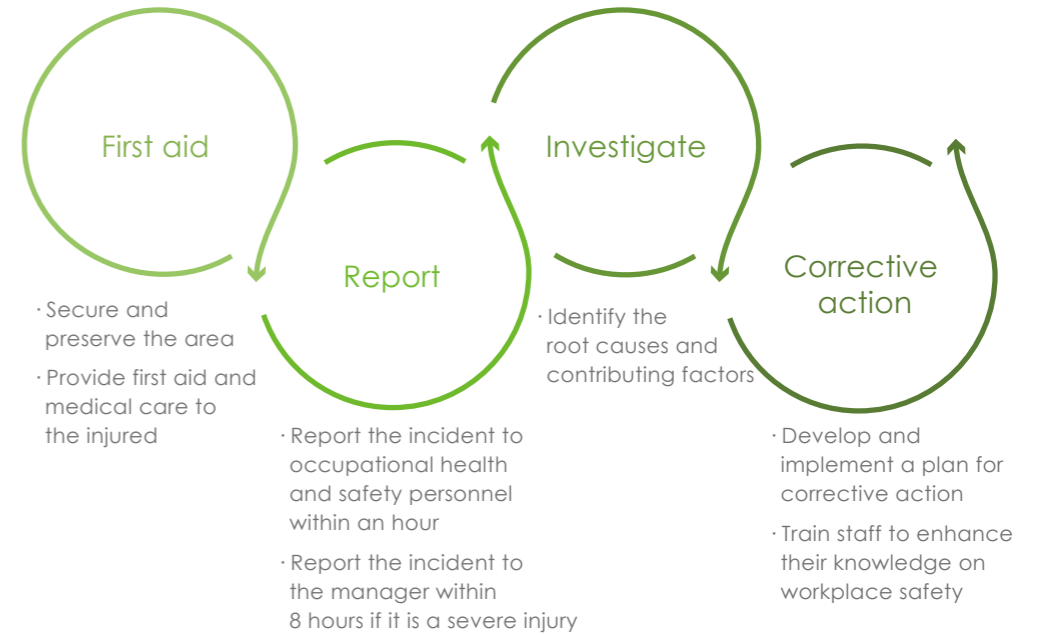 First aid
· Secure and
preserve the area
· Provide first aid and
medical care to
the injured
Report
· Report the incident to
occupational health
and safety personnel
within an hour
· Report the incident to
the manager within
8 hours if it is a severe injury
Investigate
· Identify the
root causes and
contributing factors
Corrective
action
· Develop and
implement a plan for
corrective action
· Train staff to enhance
their knowledge on
workplace safety